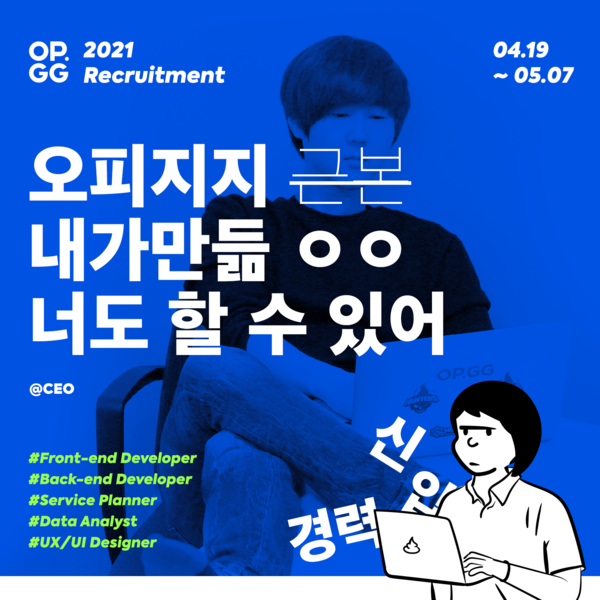 OP.
GG
2021
Recruitment
04.19
~ 05.07
오피지지 근본
내가만듦 ㅇㅇ
너도 할 수 있어
@CEO
OP.GG
신입
경력
#Front-end Developer
#Back-end Developer
#Service Planner
#Data Analyst
#UX/UI Designer